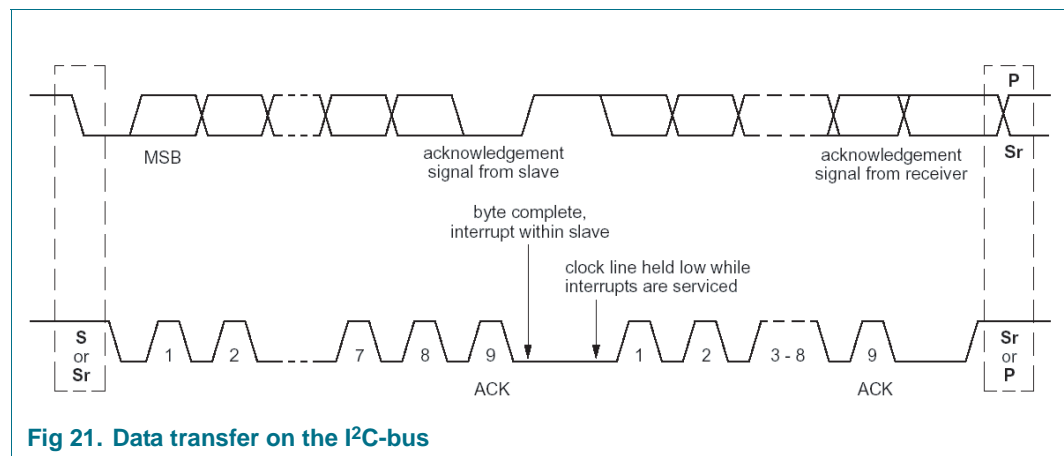 P
MSB
acknowledgement
signal from slave
acknowledgement
signal from receiver
Sr
byte complete,
interrupt within slave
clock line held low while
interrupts are serviced
S
or
Sr
1
2
7
8
9
1
2
3 - 8
9
Sr
or
P
ACK
ACK
Fig 21. Data transfer on the I²C-bus